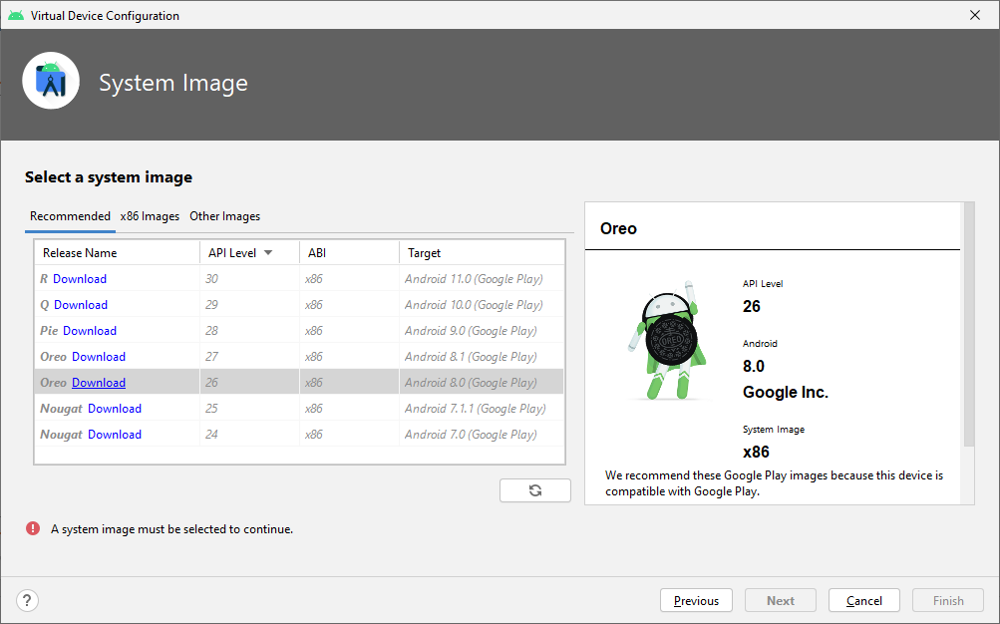 Virtual Device Configuration
System Image
Select a system image
Recommended x86 Images Other Images
Release Name API Level ABI Target
R Download 30 x86 Android 11.0 (Google Play)
Q Download 29 x86 Android 10.0 (Google Play)
Pie Download 28 x86 Android 9.0 (Google Play)
Oreo Download 27 x86 Android 8.1 (Google Play)
Oreo Download 26 x86 Android 8.0 (Google Play)
Nougat Download 25 x86 Android 7.1.1 (Google Play)
Nougat Download 24 x86 Android 7.0 (Google Play)
Oreo
OREO
API Level
26
Android
8.0
Google Inc.
System Image
x86
We recommend these Google Play images because this device is
compatible with Google Play.
A system image must be selected to continue.
? Previous Next Cancel Finish